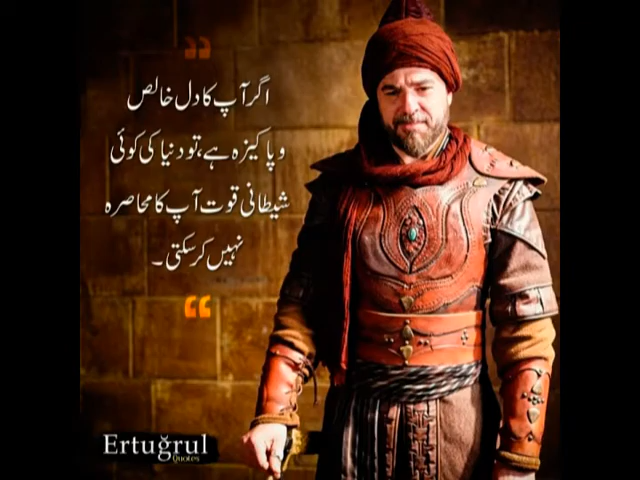 اگر آپ کا دل خالص
و پاکیزہ ہے، تو دنیا کی کوئی
شیطانی قوت آپ کا محاصرہ
نہیں کر سکتی۔
Ertuğrul
Quotes